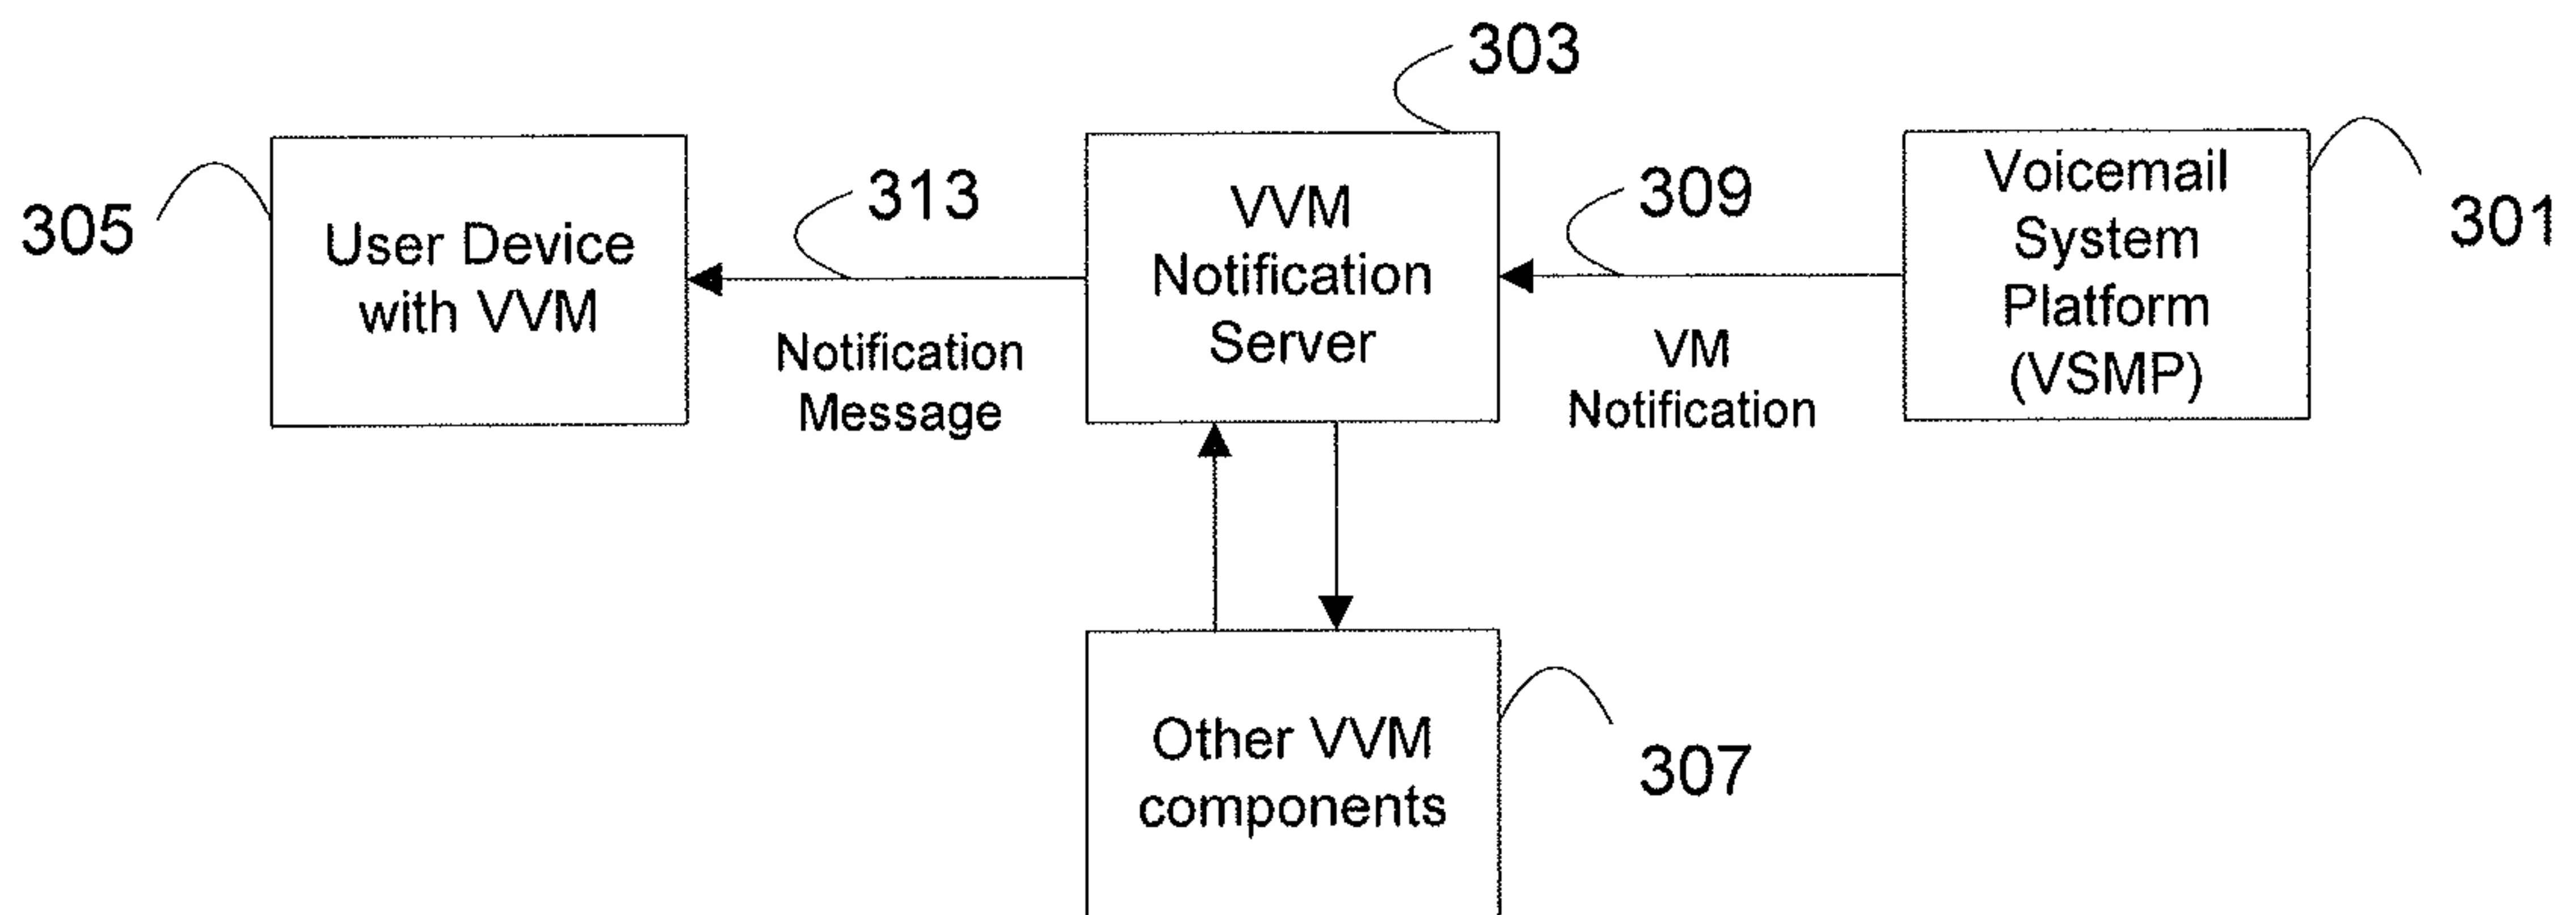 303
305
User Device
with VVM
313
Notification
Message
VVM
Notification
Server
309
VM
Notification
Voicemail
System
Platform
(VSMP)
301
Other VVM
components
307